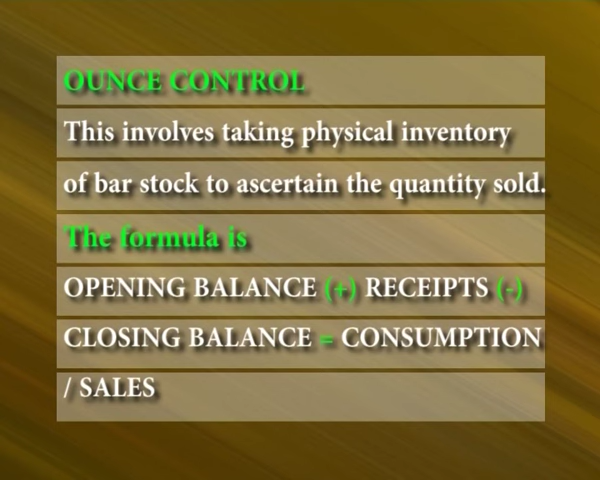 OUNCE CONTROL
This involves taking physical inventory
of bar stock to ascertain the quantity sold.
The formula is
OPENING BALANCE (+) RECEIPTS (-)
CLOSING BALANCE = CONSUMPTION
/ SALES